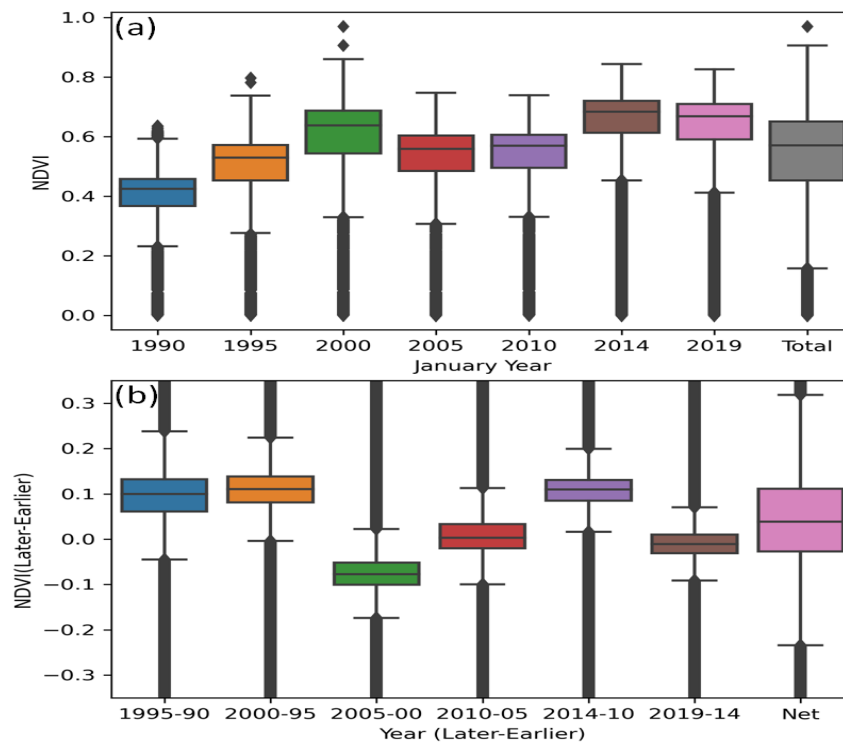 (a)
1.0
0.8
0.6
0.4
0.2
0.0
NDVI
1990 1995 2000 2005 2010 2014 2019 Total
January Year
(b)
0.3
0.2
0.1
0.0
−0.1
−0.2
−0.3
NDVI(Later-Earlier)
1995-90 2000-95 2005-00 2010-05 2014-10 2019-14 Net
Year (Later-Earlier)